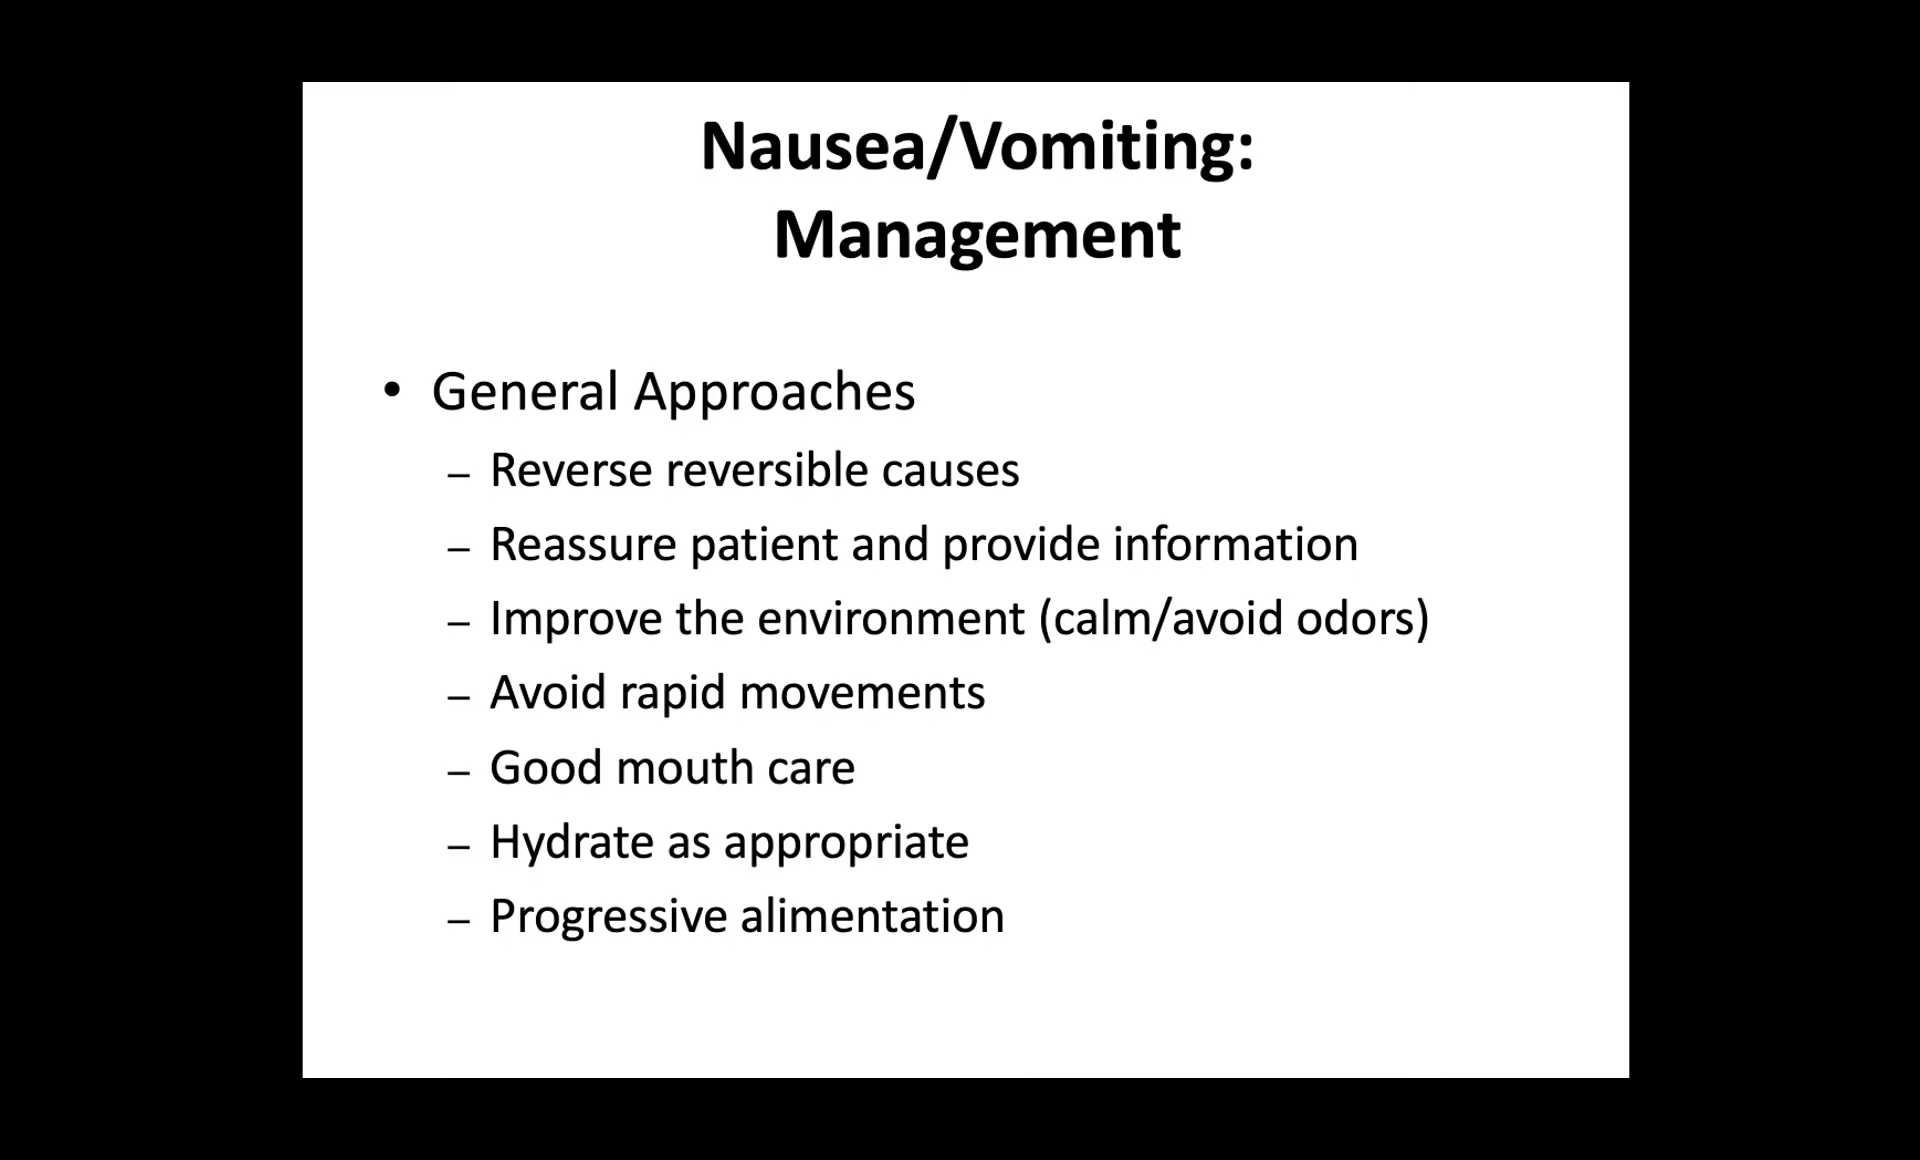 Nausea/Vomiting:
Management
• General Approaches
– Reverse reversible causes
– Reassure patient and provide information
– Improve the environment (calm/avoid odors)
– Avoid rapid movements
– Good mouth care
– Hydrate as appropriate
– Progressive alimentation